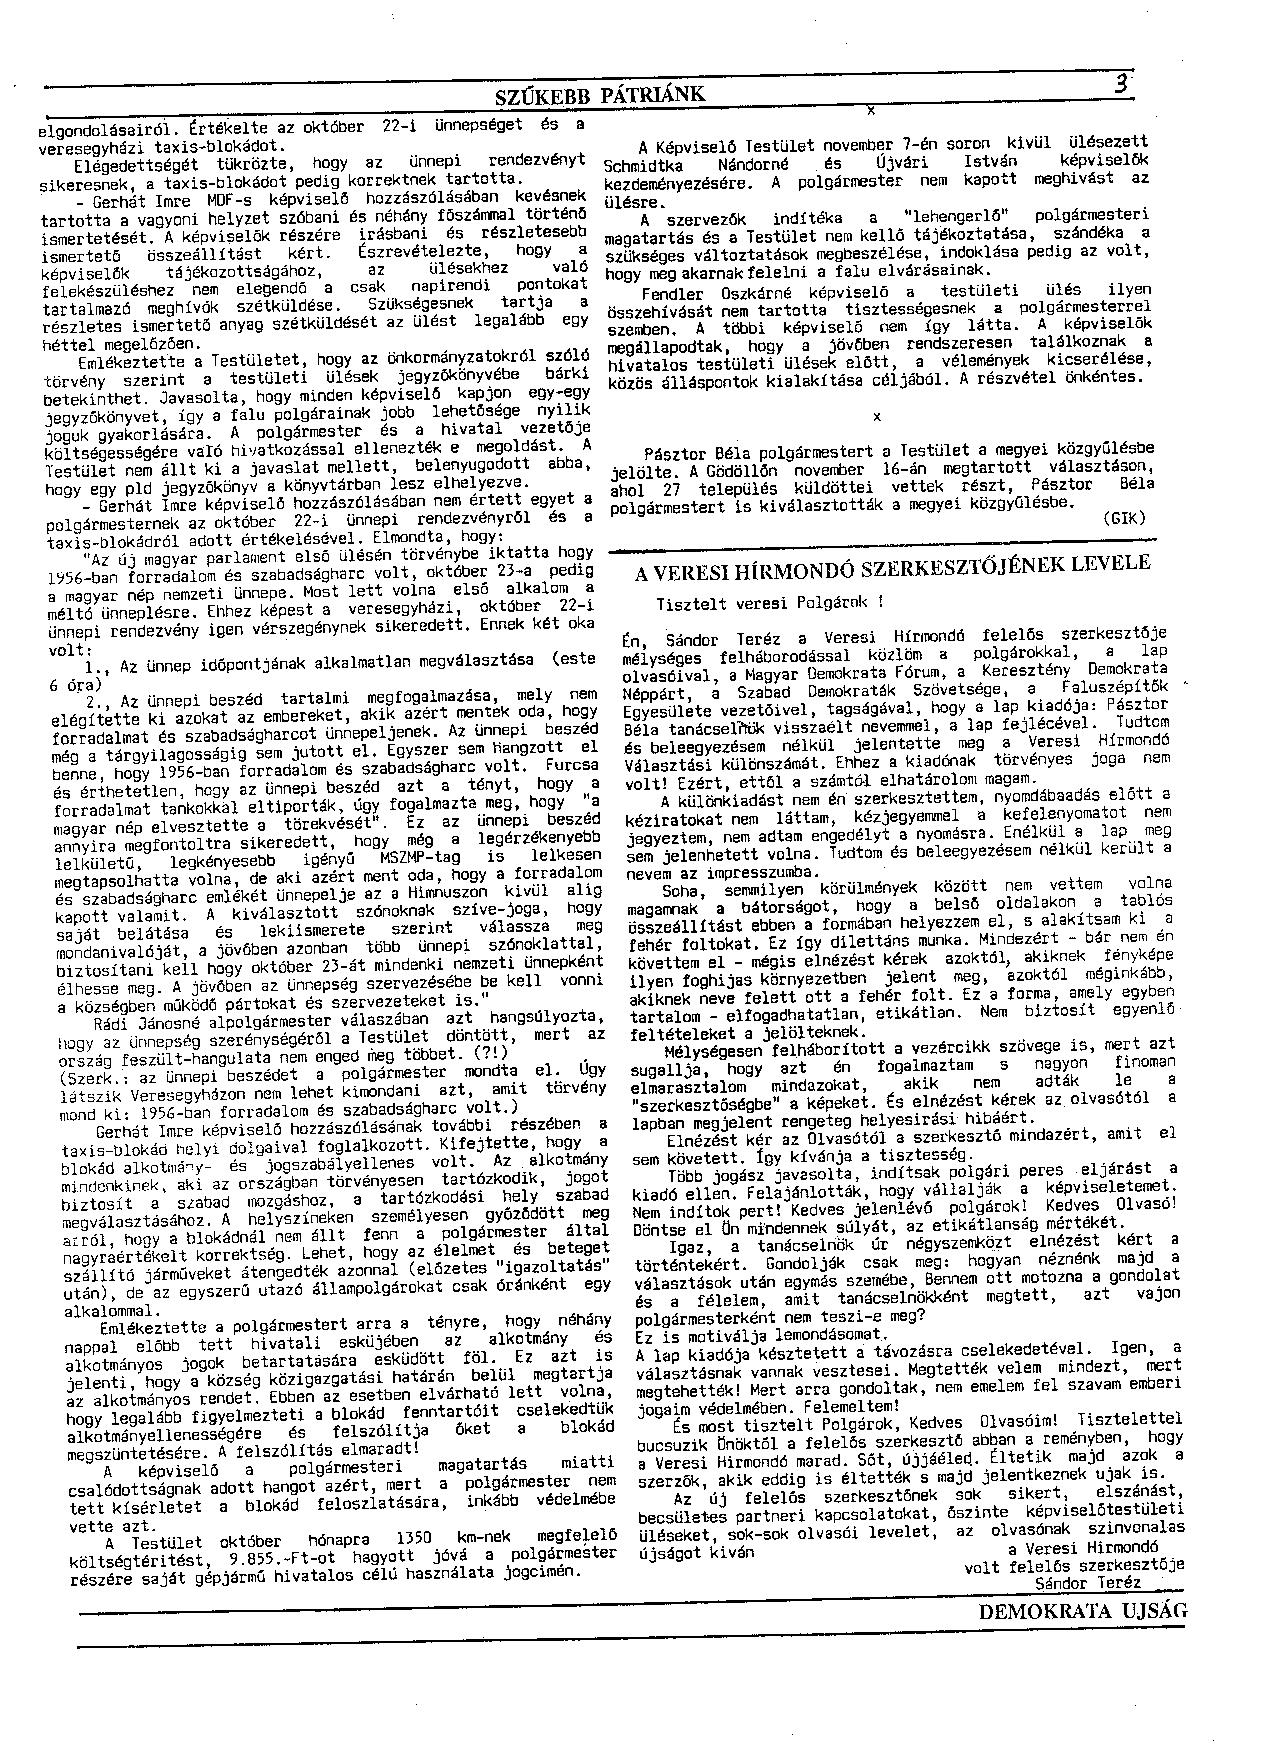 3
SZŰKEBB PÁTRIÁNK
elgondolásairól. Értékelte az október 22-i ünnepséget és a
veresegyházi taxis-blokádot.
Elégedettségét tükrözte, hogy az ünnepi rendezvényt
sikeresnek, a taxis-blokádot pedig korrektnek tartotta.
- Gerhát Imre MDF-s képviselő hozzászólásában kevésnek
tartotta a vagyoni helyzet szóbani és néhány főszámmal történő
ismertetését. A képviselők részére írásbani és részletesebb
ismertető összeállítást kért. Észrevételezte, hogy a
képviselők tájékozottságához, az ülésekhez való
felekészüléshez nem elegendő a csak napirendi pontokat
tartalmazó meghívók szétküldése. Szükségesnek tartja a
részletes ismertető anyag szétküldését az ülést legalább egy
héttel megelőzően.
Emlékeztette a Testületet, hogy az önkormányzatokról szóló
törvény szerint a testületi ülések jegyzőkönyvébe bárki
betekinthet. Javasolta, hogy minden képviselő kapjon egy-egy
jegyzőkönyvet, így a falu polgárainak jobb lehetősége nyilik
joguk gyakorlására. A polgármester és a hivatal vezetője
költségességére való hivatkozással ellenezték e megoldást. A
Testület nem állt ki a javaslat mellett, belenyugodott abba,
hogy egy pld jegyzőkönyv a könyvtárban lesz elhelyezve.
- Gerhát Imre képviselő hozzászólásában nem értett egyet a
polgármesternek az október 22-i ünnepi rendezvényről és a
taxis-blokádról adott értékelésével. Elmondta, hogy:
"Az új magyar parlament első ülésén törvénybe iktatta hogy
1956-ban forradalom és szabadságharc volt, október 23-a pedig
a magyar nép nemzeti ünnepe. Most lett volna első alkalom a
méltó ünneplésre. Ehhez képest a veresegyházi, október 22-i
ünnepi rendezvény igen vérszegénynek sikeredett. Ennek két oka
volt:
1., Az ünnep időpontjának alkalmatlan megválasztása (este
6 óra)
2., Az ünnepi beszéd tartalmi megfogalmazása, mely nem
elégítette ki azokat az embereket, akik azért mentek oda, hogy
forradalmat és szabadságharcot ünnepeljenek. Az ünnepi beszéd
még a tárgyilagosságig sem jutott el. Egyszer sem hangzott el
benne, hogy 1956-ban forradalom és szabadságharc volt. Furcsa
és érthetetlen, hogy az ünnepi beszéd azt a tényt, hogy a
forradalmat tankokkal eltiporták, úgy fogalmazta meg, hogy "a
magyar nép elvesztette a törekvését". Ez az ünnepi beszéd
annyira megfontoltra sikeredett, hogy még a legérzékenyebb
lelkületű, legkényesebb igényű MSZMP-tag is lelkesen
megtapsolhatta volna, de aki azért ment oda, hogy a forradalom
és szabadságharc emlékét ünnepelje az a Himnuszon kivül alig
kapott valamit. A kiválasztott szónoknak szíve-joga, hogy
saját belátása és lekiismerete szerint válassza meg
mondanivalóját, a jövőben azonban több ünnepi szónoklattal,
biztosíteni kell hogy október 23-át mindenki nemzeti ünnepként
élhesse meg. A jövőben az ünnepség szervezésébe be kell vonni
a községben működő pártokat és szervezeteket is."
Rádi Jánosné alpolgármester válaszában azt hangsúlyozta,
hogy az ünnepség szerénységéről a Testület döntött, mert az
ország feszült-hangulata nem enged meg többet. (?!)
(Szerk.: az ünnepi beszédet a polgármester mondta el. Úgy
látszik Veresegyházon nem lehet kimondani azt, amit törvény
mond ki: 1956-ban forradalom és szabadságharc volt.)
Gerhát Imre képviselő hozzászólásának további részében a
taxis-blokád helyi dolgaival foglalkozott. Kifejtette, hogy a
blokád alkotmány- és jogszabályellenes volt. Az alkotmány
mindenkinek, aki az országban törvényesen tartózkodik, jogot
biztosít a szabad mozgáshoz, a tartózkodási hely szabad
megválasztásához. A helyszíneken személyesen győződött meg
arról, hogy a blokádnál nem állt fenn a polgármester által
nagyraértékelt korrektség. Lehet, hogy az élelmet és beteget
szállító járműveket átengedték azonnal (előzetes "igazoltatás"
után), de az egyszerű utazó állampolgárokat csak óránként egy
alkalommal.
Emlékeztette a polgármestert arra a tényre, hogy néhány
nappal előbb tett hivatali esküjében az alkotmány és
alkotmányos jogok betartatására esküdött föl. Ez azt is
jelenti, hogy a község közigazgatási határán belül megtartja
az alkotmányos rendet. Ebben az esetben elvárható lett volna,
hogy legalább figyelmezteti a blokád fenntartóit cselekedtük
alkotmányellenességére és felszólítja őket a blokád
megszüntetésére. A felszólítás elmaradt!
A képviselő a polgármesteri magatartás miatti
csalódottságnak adott hangot azért, mert a polgármester nem
tett kísérletet a blokád feloszlatására, inkább védelmébe
vette azt.
A Testület október hónapra 1350 km-nek megfelelő
költségtéritést, 9.855.-Ft-ot hagyott jóvá a polgármester
részére saját gépjármű hivatalos célú használata jogcimén.
x
A Képviselő Testület november 7-én soron kivül ülésezett
Schmidtka Nándorné és Újvári István képviselők
kezdeményezésére. A polgármester nem kapott meghivást az
ülésre.
A szervezők indítéka a "lehengerlő" polgármesteri
magatartás és a Testület nem kellő tájékoztatása, szándéka a
szükséges változtatások megbeszélése, indoklása pedig az volt,
hogy meg akarnak felelni a falu elvárásainak.
Fendler Oszkárné képviselő a testületi ülés ilyen
összehívását nem tartotta tisztességesnek a polgármesterrel
szemben. A többi képviselő nem így látta. A képviselők
megállapodtak, hogy a jövőben rendszeresen találkoznak a
hivatalos testületi ülések előtt, a vélemények kicserélése,
közös álláspontok kialakítása céljából. A részvétel önkéntes.
x
Pásztor Béla polgármestert a Testület a megyei közgyűlésbe
jelölte. A Gödöllőn november 16-án megtartott választáson,
ahol 27 település küldöttei vettek részt, Pásztor Béla
polgármestert is kiválasztották a megyei közgyűlésbe.
(GIK)
A VERESI HÍRMONDÓ SZERKESZTŐJÉNEK LEVELE
Tisztelt veresi Polgárok !
Én, Sándor Teréz a Veresi Hírmondó felelős szerkesztője
mélységes felháborodással közlöm a polgárokkal, a lap
olvasóival, a Magyar Demokrata Fórum, a Keresztény Demokrata
Néppárt, a Szabad Demokraták Szövetsége, a Faluszépítők
Egyesülete vezetőivel, tagságával, hogy a lap kiadója: Pásztor
Béla tanácselnök visszaélt nevemmel, a lap fejlécével. Tudtom
és beleegyezésem nélkül jelentette meg a Veresi Hírmondó
Választási különszámát. Ehhez a kiadónak törvényes joga nem
volt! Ezért, ettől a számtól elhatárolom magam.
A különkiadást nem én szerkesztettem, nyomdábaadás előtt a
kéziratokat nem láttam, kézjegyemmel a kefelenyomatot nem
jegyeztem, nem adtam engedélyt a nyomásra. Enélkül a lap meg
sem jelenhetett volna. Tudtom és beleegyezésem nélkül került a
nevem az impresszumba.
Soha, semmilyen körülmények között nem vettem volna
magamnak a bátorságot, hogy a belső oldalakon a tablós
összeállítást ebben a formában helyezzem el, s alakítsam ki a
fehér foltokat. Ez így dilettáns munka. Mindezért - bár nem én
követtem el - mégis elnézést kérek azoktól, akiknek fényképe
ilyen foghijas környezetben jelent meg, azoktól méginkább,
akiknek neve felett ott a fehér folt. Ez a forma, amely egyben
tartalom - elfogadhatatlan, etikátlan. Nem biztosít egyenlő
feltételeket a jelölteknek.
Mélységesen felháborított a vezércikk szövege is, mert azt
sugallja, hogy azt én fogalmaztam s nagyon finoman
elmarasztalom mindazokat, akik nem adták le a
"szerkesztőségbe" a képeket. És elnézést kérek az olvasótól a
lapban megjelent rengeteg helyesirási hibáért.
Elnézést kér az Olvasótól a szerkesztő mindazért, amit el
sem követett. Így kívánja a tisztesség.
Több jogász javasolta, indítsak polgári peres eljárást a
kiadó ellen. Felajánlották, hogy vállalják a képviseletemet.
Nem indítok pert! Kedves jelenlévő polgárok! Kedves Olvasó!
Döntse el Ön mindennek súlyát, az etikátlanság mértékét.
Igaz, a tanácselnök úr négyszemközt elnézést kért a
történtekért. Gondolják csak meg: hogyan néznénk majd a
választások után egymás szemébe, Bennem ott motozna a gondolat
és a félelem, amit tanácselnökként megtett, azt vajon
polgármesterként nem teszi-e meg?
Ez is motiválja lemondásomat.
A lap kiadója késztetett a távozásra cselekedetével. Igen, a
választásnak vannak vesztesei. Megtették velem mindezt, mert
megtehették! Mert arra gondoltak, nem emelem fel szavam emberi
jogaim védelmében. Felemeltem!
És most tisztelt Polgárok, Kedves Olvasóim! Tisztelettel
bucsuzik Önöktől a felelős szerkesztő abban a reményben, hogy
a Veresi Hirmondó marad. Sőt, újjáéled. Éltetik majd azok a
szerzők, akik eddig is éltették s majd jelentkeznek ujak is.
Az új felelős szerkesztőnek sok sikert, elszánást,
becsületes partneri kapcsolatokat, őszinte képviselőtestületi
üléseket, sok-sok olvasói levelet, az olvasónak szinvonalas
újságot kiván a Veresi Hirmondó
volt felelős szerkesztője
Sándor Teréz
DEMOKRATA UJSÁG